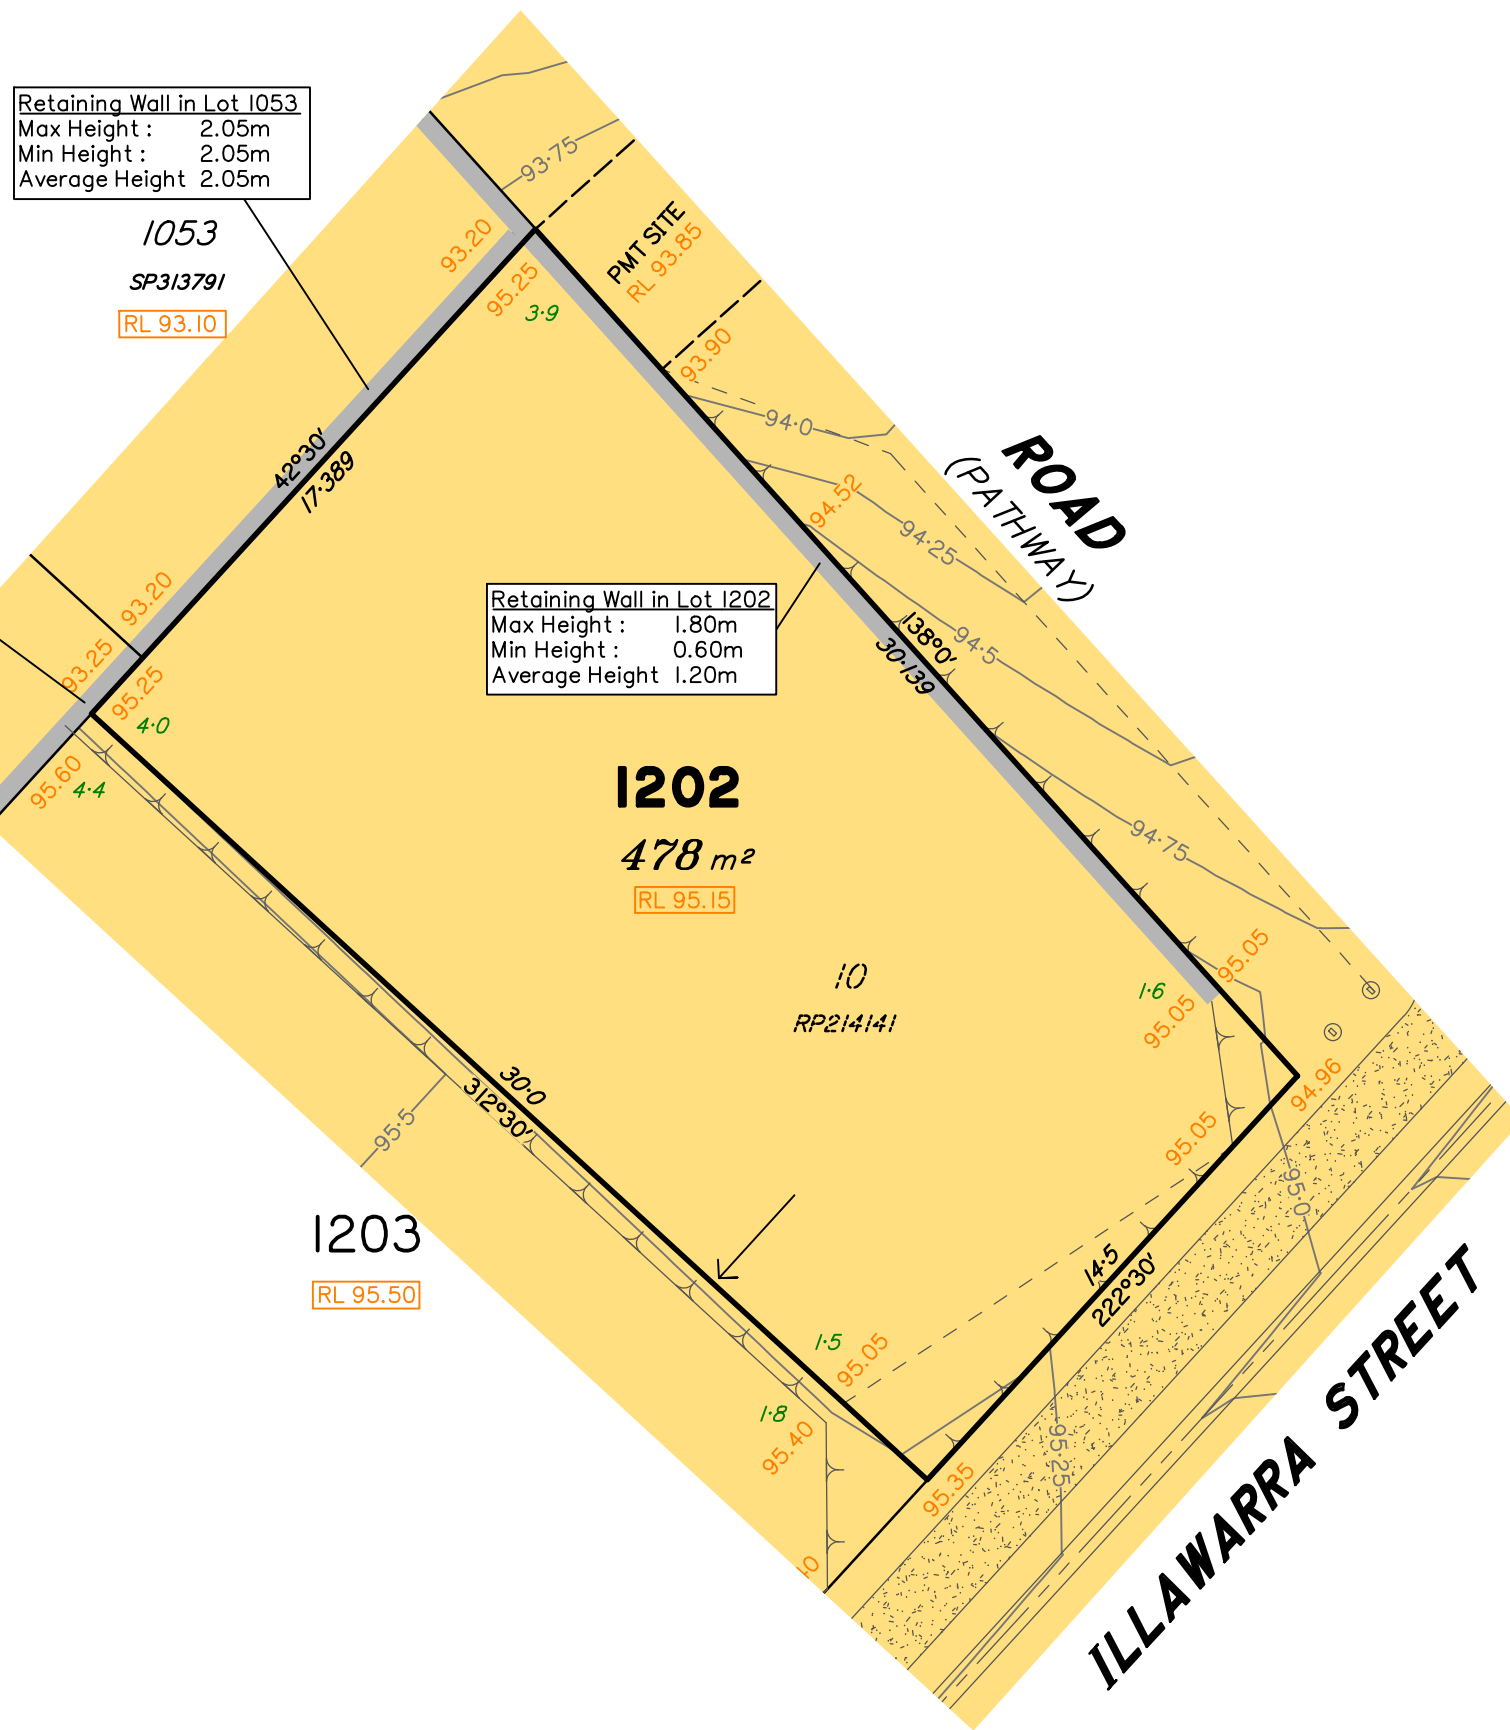 Retaining Wall in Lot 1053
Max Height : 2.05m
Min Height : 2.05m
Average Height 2.05m
1053
SP313791
RL 93.10
93·75
PMT SITE
RL 93.85
93.20
95.25
3·9
93.90
94·0
ROAD
(PATHWAY)
42°30'
17·389
94.52
94·25
94·5
138°0'
30·139
Retaining Wall in Lot 1202
Max Height : 1.80m
Min Height : 0.60m
Average Height 1.20m
93.20
93.25
95.25
4·0
95.60
4·4
1202
478 m²
RL 95.15
94·75
10
RP214141
95.05
1·6
95.05
94.96
95.05
95·0
30·0
312°30'
95·5
1203
RL 95.50
14·5
222°30'
1·5
95.05
1·8
95.40
95.35
95·25
ILLAWARRA STREET